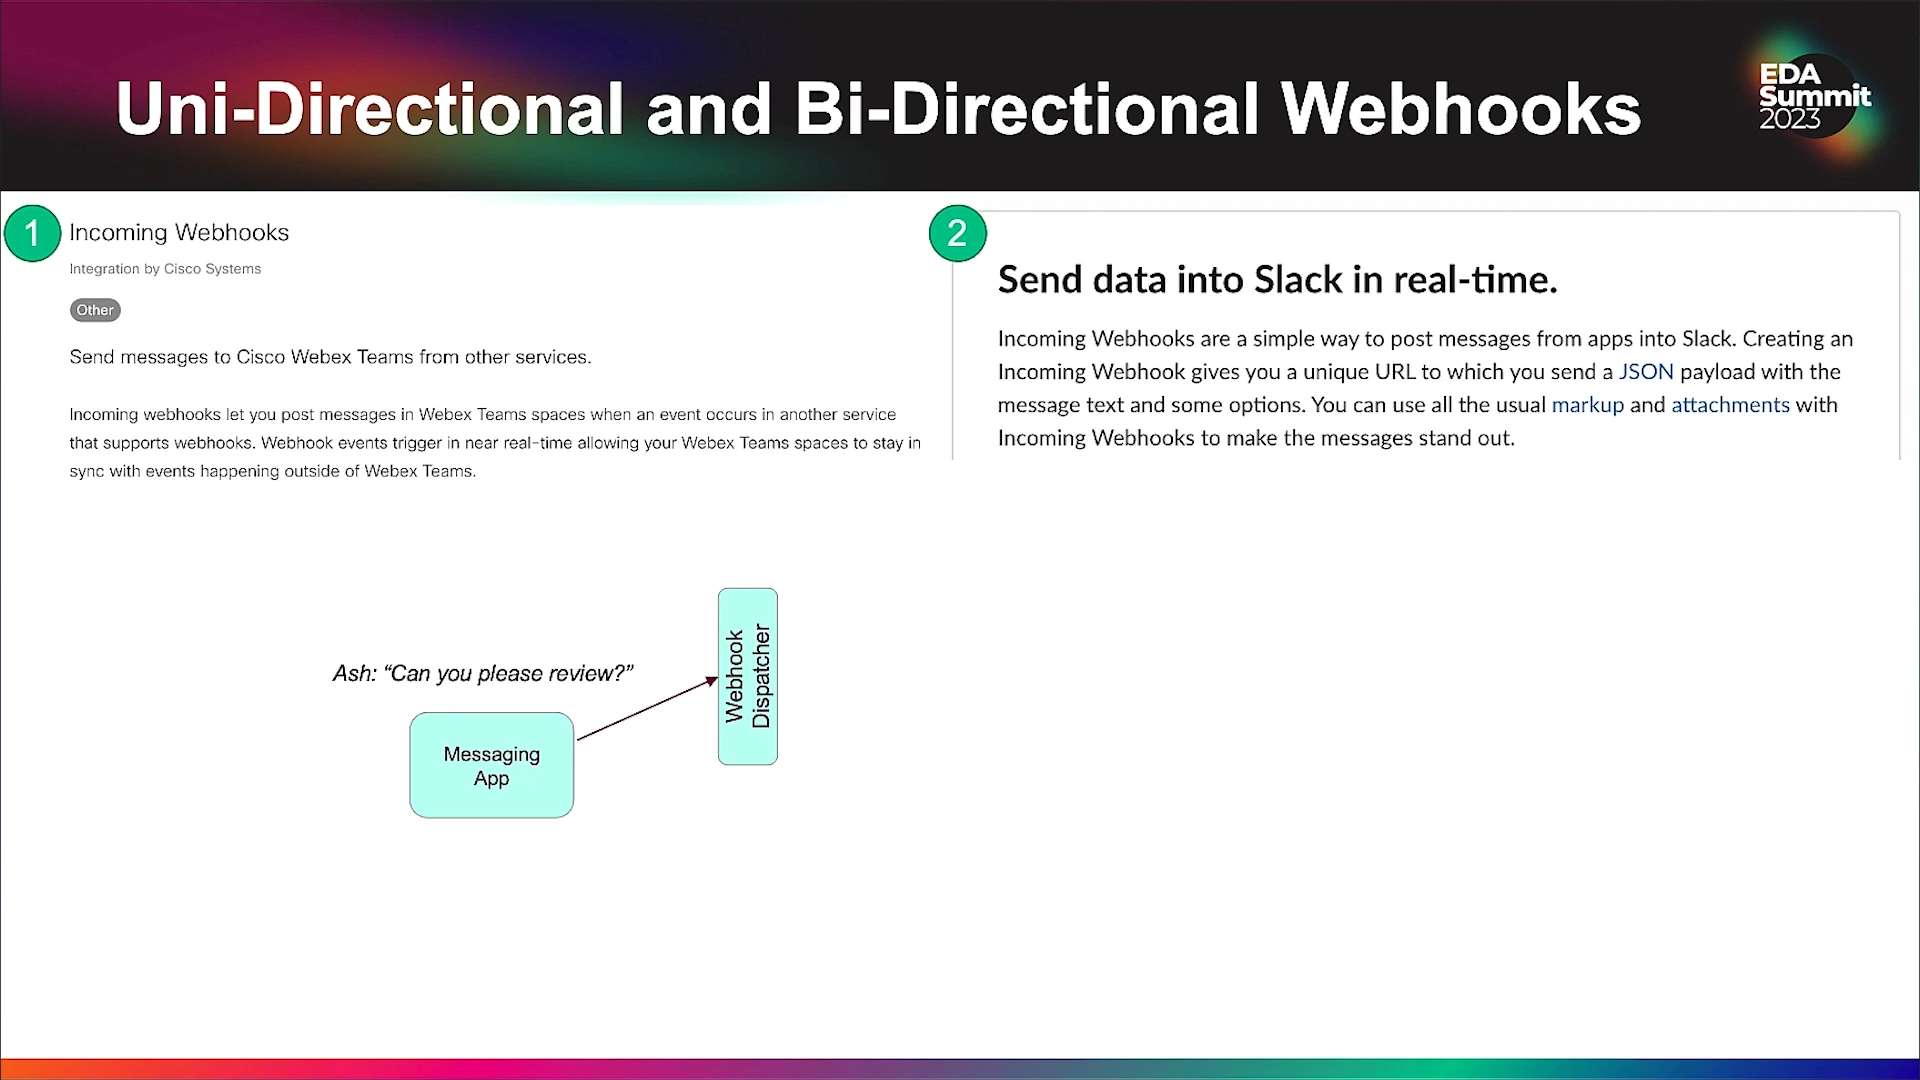 Uni-Directional and Bi-Directional Webhooks
EDA
Summit
2023
1
Incoming Webhooks
Integration by Cisco Systems
Other
Send messages to Cisco Webex Teams from other services.
Incoming webhooks let you post messages in Webex Teams spaces when an event occurs in another service
that supports webhooks. Webhook events trigger in near real-time allowing your Webex Teams spaces to stay in
sync with events happening outside of Webex Teams.
2
Send data into Slack in real-time.
Incoming Webhooks are a simple way to post messages from apps into Slack. Creating an
Incoming Webhook gives you a unique URL to which you send a JSON payload with the
message text and some options. You can use all the usual markup and attachments with
Incoming Webhooks to make the messages stand out.
Ash: “Can you please review?”
Messaging
App
Webhook
Dispatcher